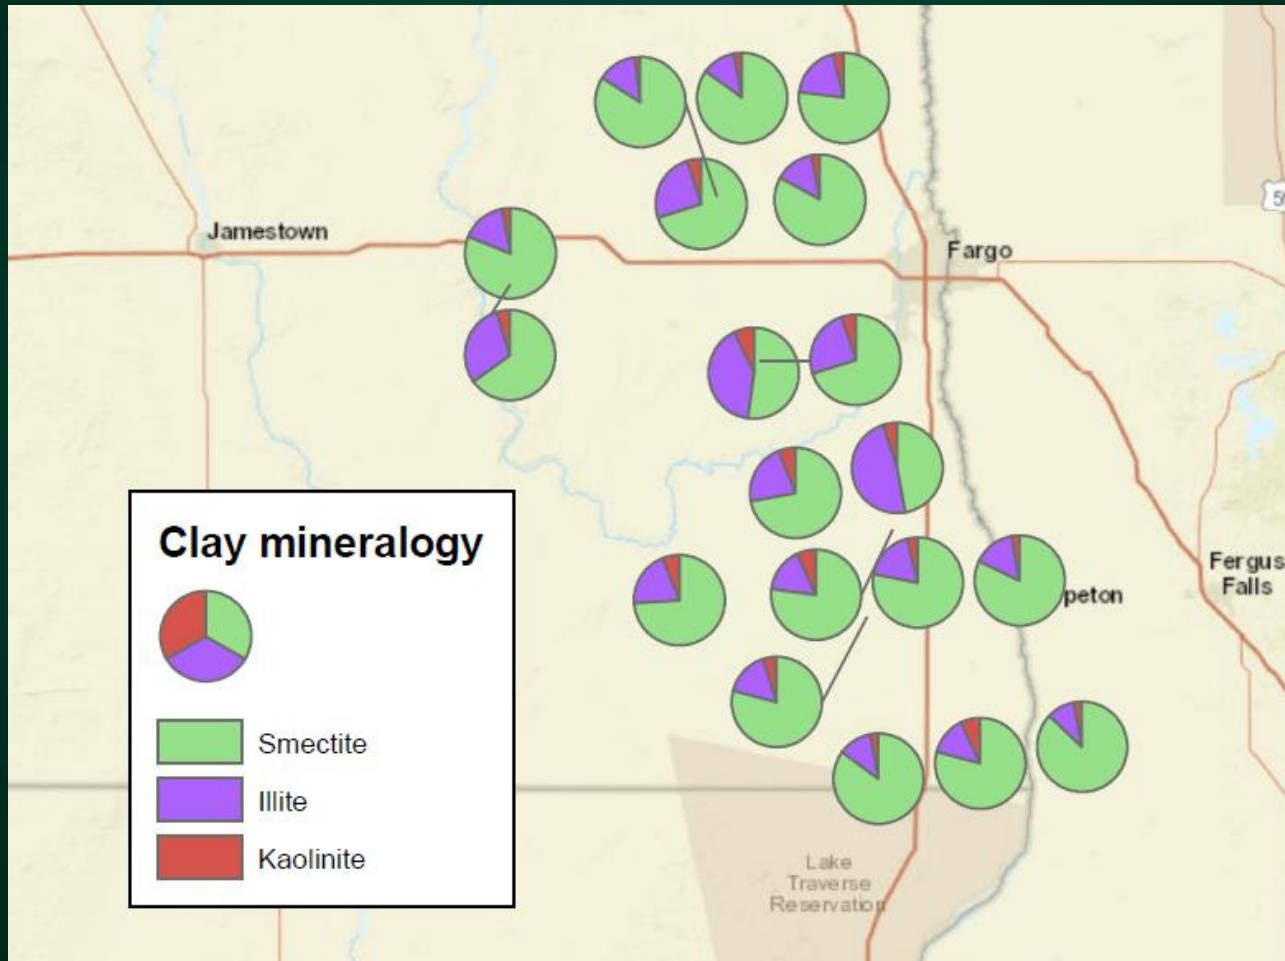 Jamestown
Fargo
Clay mineralogy
Smectite
Illite
Kaolinite
peton
Fergus
Falls
Lake
Traverse
Reservation